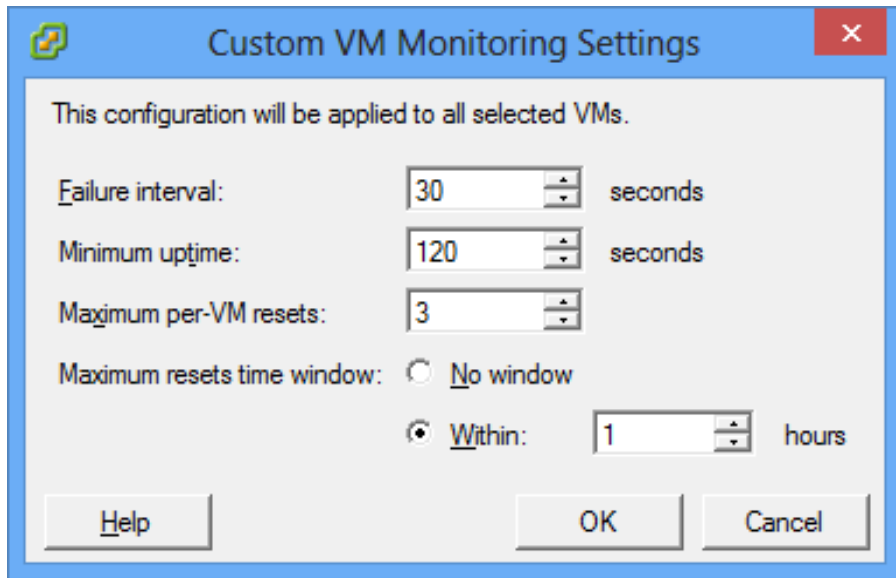 Custom VM Monitoring Settings
This configuration will be applied to all selected VMs.
Failure interval: 30 seconds
Minimum uptime: 120 seconds
Maximum per-VM resets: 3
Maximum resets time window: No window
Within: 1 hours
Help OK Cancel